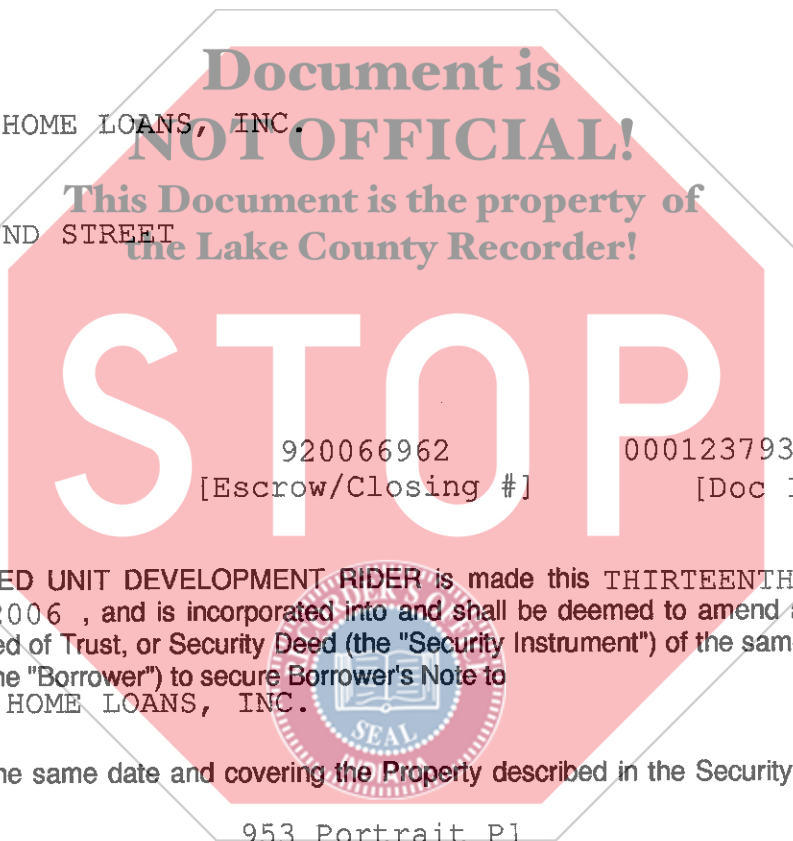 Document is
HOME LOANS, INC.
NOT OFFICIAL!
This Document is the property of
ND STREET
the Lake County Recorder!
STOP
920066962 000123793
[Escrow/Closing #] [Doc
ED UNIT DEVELOPMENT RIDER is made this THIRTEENTH
2006 , and is incorporated into and shall be deemed to amend
ed of Trust, or Security Deed (the "Security Instrument") of the sam
ne "Borrower") to secure Borrower's Note to
HOME LOANS, INC.
SEAL
he same date and covering the Property described in the Security
953 Portrait Pl